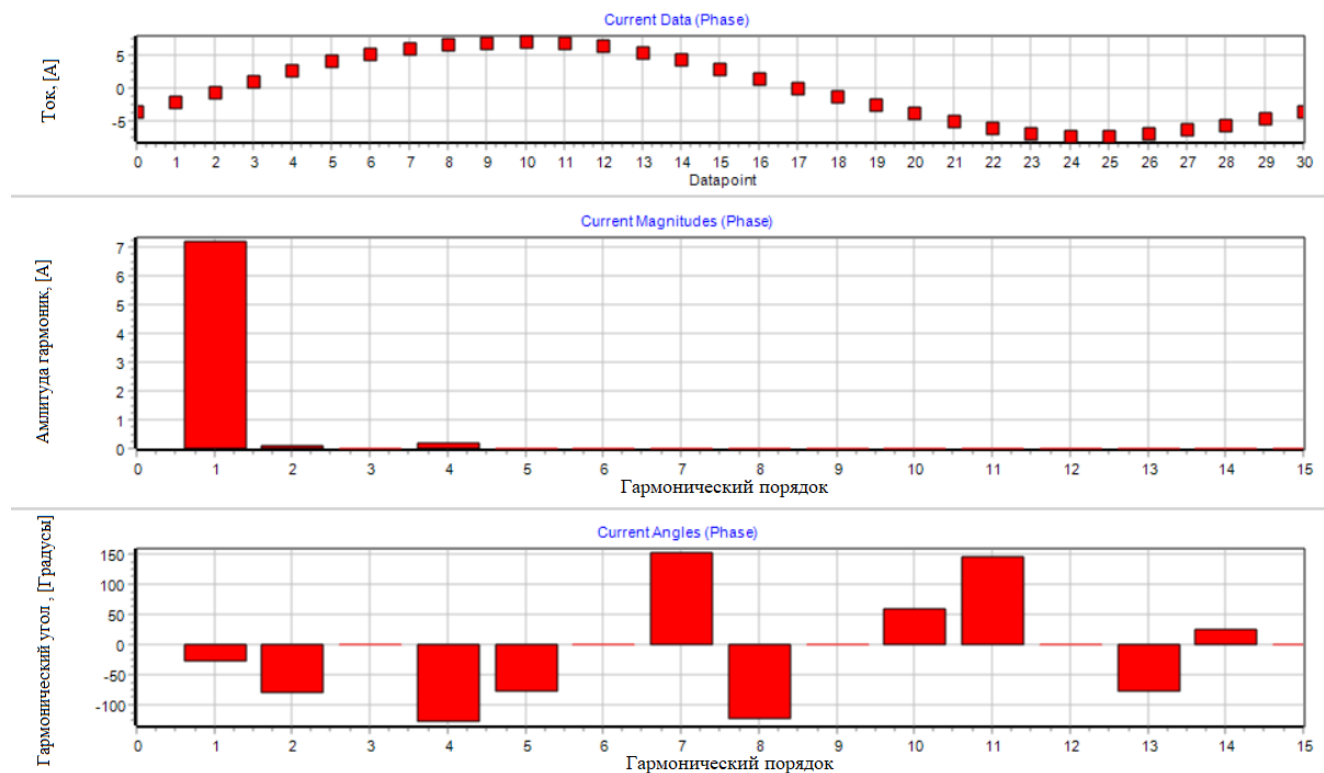 Current Data (Phase)
Ток, [А]
5
0
-5
0 1 2 3 4 5 6 7 8 9 10 11 12 13 14 15 16 17 18 19 20 21 22 23 24 25 26 27 28 29 30
Datapoint
Current Magnitudes (Phase)
Амлитуда гармоник, [А]
7
6
5
4
3
2
1
0
0 1 2 3 4 5 6 7 8 9 10 11 12 13 14 15
Гармонический порядок
Current Angles (Phase)
Гармонический угол , [Градусы]
150
100
50
0
-50
-100
0 1 2 3 4 5 6 7 8 9 10 11 12 13 14 15
Гармонический порядок